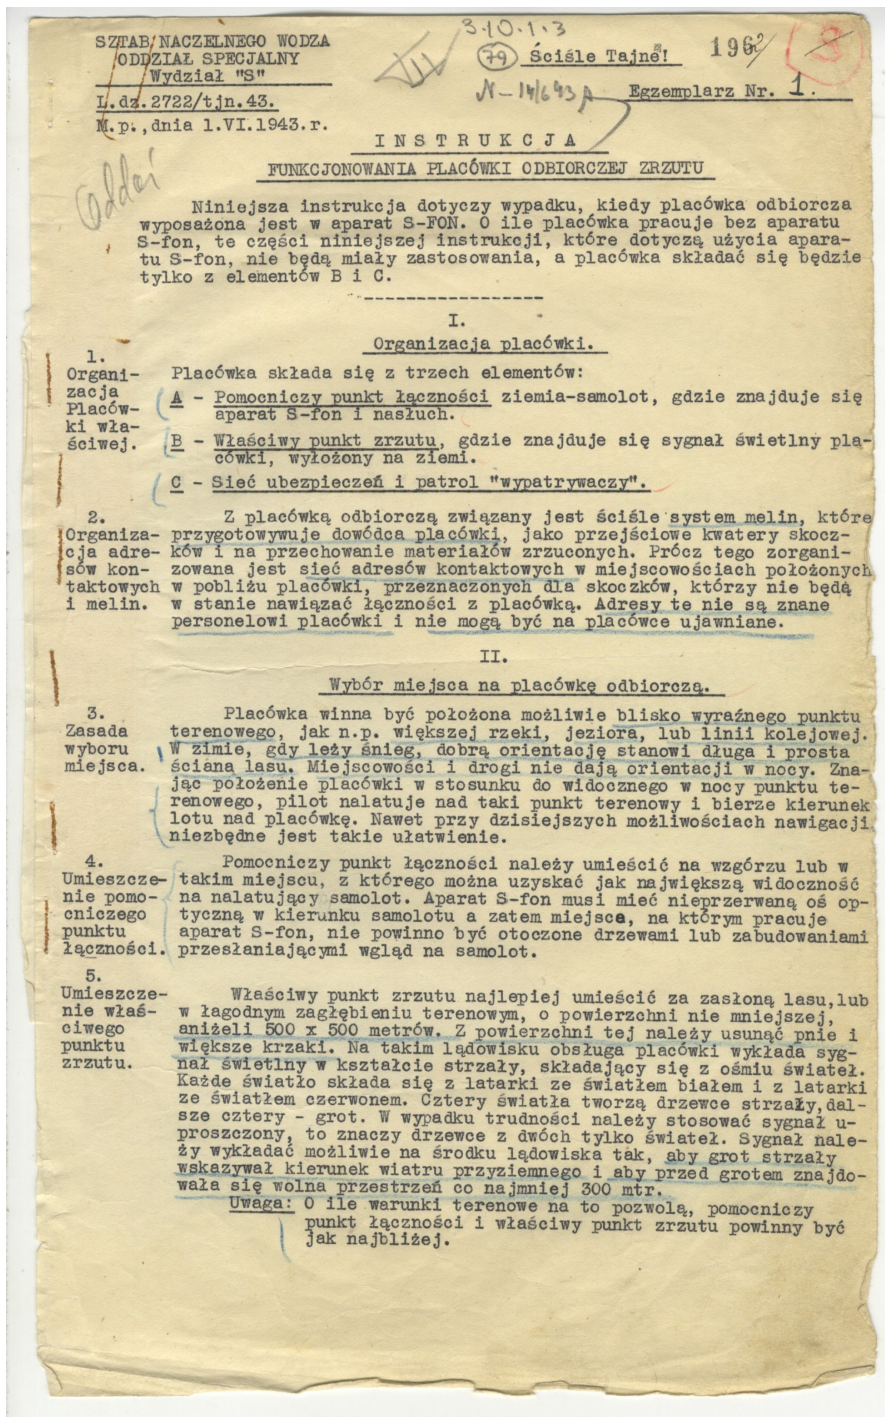 SZTAB NACZELNEGO WODZA
ODDZIAŁ SPECJALNY
Wydział "S"
L.dz.2722/tjn.43.
M.p.,dnia 1.VI.1943.r.
3.10.1.3
VII
79
Ściśle Tajne!
1962/
3
N-14/643
Egzemplarz Nr. 1.
Oddać
INSTRUKCJA
FUNKCJONOWANIA PLACÓWKI ODBIORCZEJ ZRZUTU
Niniejsza instrukcja dotyczy wypadku, kiedy placówka odbiorcza
wyposażona jest w aparat S-FON. O ile placówka pracuje bez aparatu
S-fon, te części niniejszej instrukcji, które dotyczą użycia apara-
tu S-fon, nie będą miały zastosowania, a placówka składać się będzie
tylko z elementów B i C.
I.
Organizacja placówki.
1.
Organi-
zacja
Placów-
ki wła-
ściwej.
Placówka składa się z trzech elementów:
A - Pomocniczy punkt łączności ziemia-samolot, gdzie znajduje się
aparat S-fon i nasłuch.
B - Właściwy punkt zrzutu, gdzie znajduje się sygnał świetlny pla-
cówki, wyłożony na ziemi.
C - Sieć ubezpieczeń i patrol "wypatrywaczy".
2.
Organiza-
cja adre-
sów kon-
taktowych
i melin.
Z placówką odbiorczą związany jest ściśle system melin, które
przygotowywuje dowódca placówki, jako przejściowe kwatery skocz-
ków i na przechowanie materiałów zrzuconych. Prócz tego zorgani-
zowana jest sieć adresów kontaktowych w miejscowościach położonych
w pobliżu placówki, przeznaczonych dla skoczków, którzy nie będą
w stanie nawiązać łączności z placówką. Adresy te nie są znane
personelowi placówki i nie mogą być na placówce ujawniane.
II.
Wybór miejsca na placówkę odbiorczą.
3.
Zasada
wyboru
miejsca.
Placówka winna być położona możliwie blisko wyraźnego punktu
terenowego, jak n.p. większej rzeki, jeziora, lub linii kolejowej.
W zimie, gdy leży śnieg, dobrą orientację stanowi długa i prosta
ściana lasu. Miejscowości i drogi nie dają orientacji w nocy. Zna-
jąc położenie placówki w stosunku do widocznego w nocy punktu te-
renowego, pilot nalatuje nad taki punkt terenowy i bierze kierunek
lotu nad placówkę. Nawet przy dzisiejszych możliwościach nawigacji
niezbędne jest takie ułatwienie.
4.
Umieszcze-
nie pomo-
cniczego
punktu
łączności.
Pomocniczy punkt łączności należy umieścić na wzgórzu lub w
takim miejscu, z którego można uzyskać jak największą widoczność
na nalatujący samolot. Aparat S-fon musi mieć nieprzerwaną oś op-
tyczną w kierunku samolotu a zatem miejsce, na którym pracuje
aparat S-fon, nie powinno być otoczone drzewami lub zabudowaniami
przesłaniającymi wgląd na samolot.
5.
Umieszcze-
nie właś-
ciwego
punktu
zrzutu.
Właściwy punkt zrzutu najlepiej umieścić za zasłoną lasu,lub
w łagodnym zagłębieniu terenowym, o powierzchni nie mniejszej,
aniżeli 500 x 500 metrów. Z powierzchni tej należy usunąć pnie i
większe krzaki. Na takim lądowisku obsługa placówki wykłada syg-
nał świetlny w kształcie strzały, składający się z ośmiu świateł.
Każde światło składa się z latarki ze światłem białem i z latarki
ze światłem czerwonem. Cztery światła tworzą drzewce strzały,dal-
sze cztery - grot. W wypadku trudności należy stosować sygnał u-
proszczony, to znaczy drzewce z dwóch tylko świateł. Sygnał nale-
ży wykładać możliwie na środku lądowiska tak, aby grot strzały
wskazywał kierunek wiatru przyziemnego i aby przed grotem znajdo-
wała się wolna przestrzeń co najmniej 300 mtr.
Uwaga: O ile warunki terenowe na to pozwolą, pomocniczy
punkt łączności i właściwy punkt zrzutu powinny być
jak najbliżej.